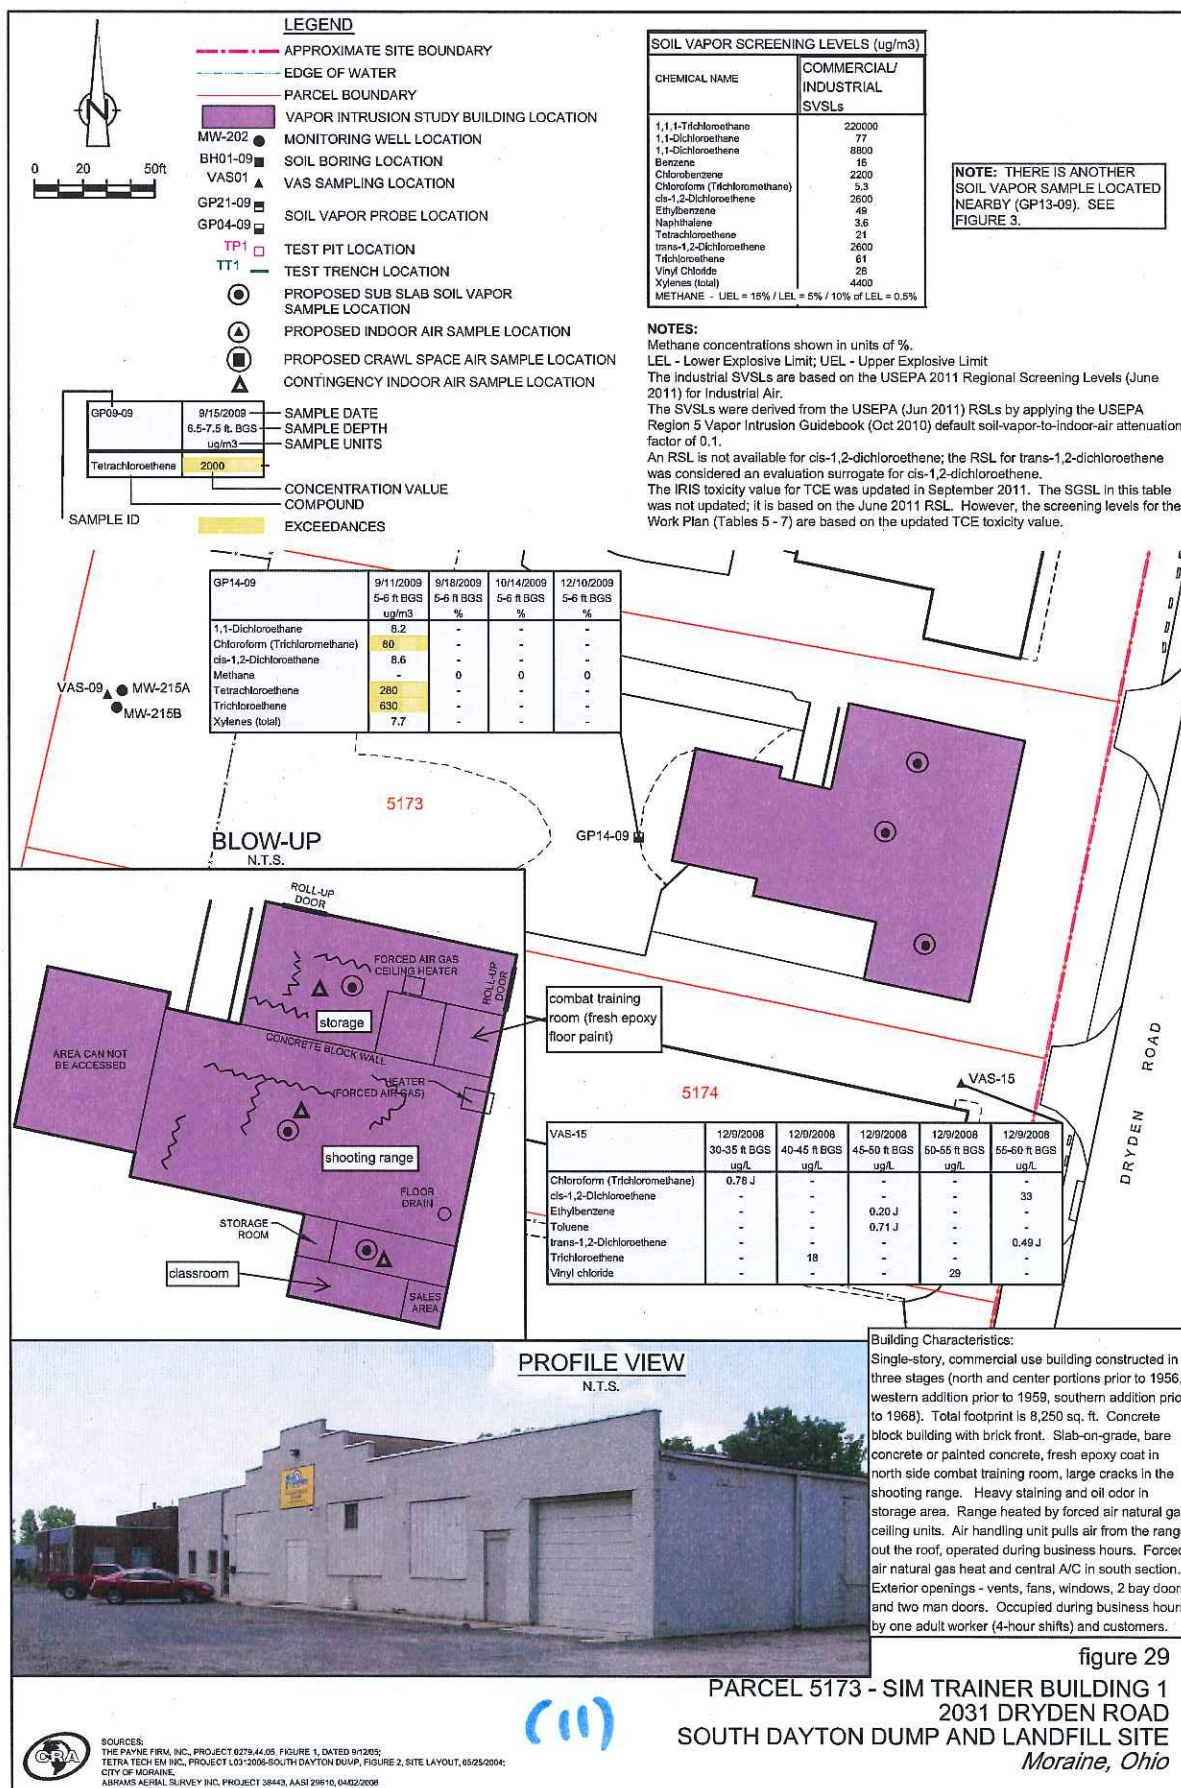 LEGEND
APPROXIMATE SITE BOUNDARY
EDGE OF WATER
PARCEL BOUNDARY
VAPOR INTRUSION STUDY BUILDING LOCATION
MW-202 MONITORING WELL LOCATION
BH01-09 SOIL BORING LOCATION
VAS01 VAS SAMPLING LOCATION
GP21-09
SOIL VAPOR PROBE LOCATION
GP04-09
TP1 TEST PIT LOCATION
TT1 TEST TRENCH LOCATION
PROPOSED SUB SLAB SOIL VAPOR
SAMPLE LOCATION
PROPOSED INDOOR AIR SAMPLE LOCATION
PROPOSED CRAWL SPACE AIR SAMPLE LOCATION
CONTINGENCY INDOOR AIR SAMPLE LOCATION
N
0 20 50ft
GP09-09 9/15/2009 SAMPLE DATE
6.5-7.5 ft. BGS SAMPLE DEPTH
ug/m3 SAMPLE UNITS
Tetrachloroethene 2000
CONCENTRATION VALUE
COMPOUND
SAMPLE ID
EXCEEDANCES
SOIL VAPOR SCREENING LEVELS (ug/m3)
CHEMICAL NAME COMMERCIAL/
INDUSTRIAL
SVSLs
1,1,1-Trichloroethane 220000
1,1-Dichloroethane 77
1,1-Dichloroethene 8800
Benzene 16
Chlorobenzene 2200
Chloroform (Trichloromethane) 5.3
cis-1,2-Dichloroethene 2600
Ethylbenzene 49
Naphthalene 3.6
Tetrachloroethene 21
trans-1,2-Dichloroethene 2600
Trichloroethene 61
Vinyl Chloride 28
Xylenes (total) 4400
METHANE - UEL = 15% / LEL = 5% / 10% of LEL = 0.5%
NOTE: THERE IS ANOTHER
SOIL VAPOR SAMPLE LOCATED
NEARBY (GP13-09). SEE
FIGURE 3.
NOTES:
Methane concentrations shown in units of %.
LEL - Lower Explosive Limit; UEL - Upper Explosive Limit
The industrial SVSLs are based on the USEPA 2011 Regional Screening Levels (June
2011) for Industrial Air.
The SVSLs were derived from the USEPA (Jun 2011) RSLs by applying the USEPA
Region 5 Vapor Intrusion Guidebook (Oct 2010) default soil-vapor-to-indoor-air attenuation
factor of 0.1.
An RSL is not available for cis-1,2-dichloroethene; the RSL for trans-1,2-dichloroethene
was considered an evaluation surrogate for cis-1,2-dichloroethene.
The IRIS toxicity value for TCE was updated in September 2011. The SGSL in this table
was not updated; it is based on the June 2011 RSL. However, the screening levels for the
Work Plan (Tables 5 - 7) are based on the updated TCE toxicity value.
GP14-09 9/11/2009 9/18/2009 10/14/2009 12/10/2009
5-6 ft BGS 5-6 ft BGS 5-6 ft BGS 5-6 ft BGS
ug/m3 % % %
1,1-Dichloroethane 8.2 - - -
Chloroform (Trichloromethane) 80 - - -
cis-1,2-Dichloroethene 8.6 - - -
Methane - 0 0 0
Tetrachloroethene 280 - - -
Trichloroethene 630 - - -
Xylenes (total) 7.7 - - -
VAS-09
MW-215A
MW-215B
5173
GP14-09
BLOW-UP
N.T.S.
ROLL-UP
DOOR
FORCED AIR GAS
CEILING HEATER
ROLL-UP
DOOR
storage
combat training
room (fresh epoxy
floor paint)
CONCRETE BLOCK WALL
AREA CAN NOT
BE ACCESSED
HEATER
(FORCED AIR GAS)
shooting range
FLOOR
DRAIN
STORAGE
ROOM
classroom
SALES
AREA
5174
VAS-15
DRYDEN ROAD
VAS-15 12/9/2008 12/9/2008 12/9/2008 12/9/2008 12/9/2008
30-35 ft BGS 40-45 ft BGS 45-50 ft BGS 50-55 ft BGS 55-60 ft BGS
ug/L ug/L ug/L ug/L ug/L
Chloroform (Trichloromethane) 0.78 J - - - -
cis-1,2-Dichloroethene - - - - 33
Ethylbenzene - - 0.20 J - -
Toluene - - 0.71 J - -
trans-1,2-Dichloroethene - - - - 0.49 J
Trichloroethene - 18 - - -
Vinyl chloride - - - 29 -
PROFILE VIEW
N.T.S.
Building Characteristics:
Single-story, commercial use building constructed in
three stages (north and center portions prior to 1956,
western addition prior to 1959, southern addition prio
to 1968). Total footprint is 8,250 sq. ft. Concrete
block building with brick front. Slab-on-grade, bare
concrete or painted concrete, fresh epoxy coat in
north side combat training room, large cracks in the
shooting range. Heavy staining and oil odor in
storage area. Range heated by forced air natural ga
ceiling units. Air handling unit pulls air from the range
out the roof, operated during business hours. Forced
air natural gas heat and central A/C in south section.
Exterior openings - vents, fans, windows, 2 bay doors
and two man doors. Occupied during business hours
by one adult worker (4-hour shifts) and customers.
figure 29
PARCEL 5173 - SIM TRAINER BUILDING 1
2031 DRYDEN ROAD
SOUTH DAYTON DUMP AND LANDFILL SITE
Moraine, Ohio
(11)
CRA
SOURCES:
THE PAYNE FIRM, INC., PROJECT 0279.44.05, FIGURE 1, DATED 9/12/05;
TETRA TECH EM INC., PROJECT L0312006-SOUTH DAYTON DUMP, FIGURE 2, SITE LAYOUT, 05/25/2004;
CITY OF MORAINE,
ABRAMS AERIAL SURVEY INC. PROJECT 38443, AASI 29610, 04/02/2008